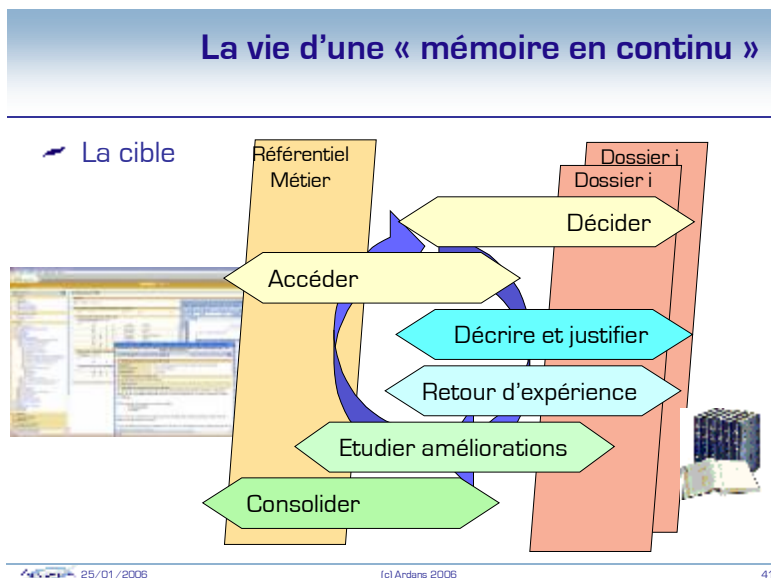 La vie d'une « mémoire en continu »
La cible
Référentiel
Métier
Dossier j
Dossier i
Décider
Accéder
Décrire et justifier
Retour d'expérience
Etudier améliorations
Consolider
25/01/2006
(c) Ardans 2006
41